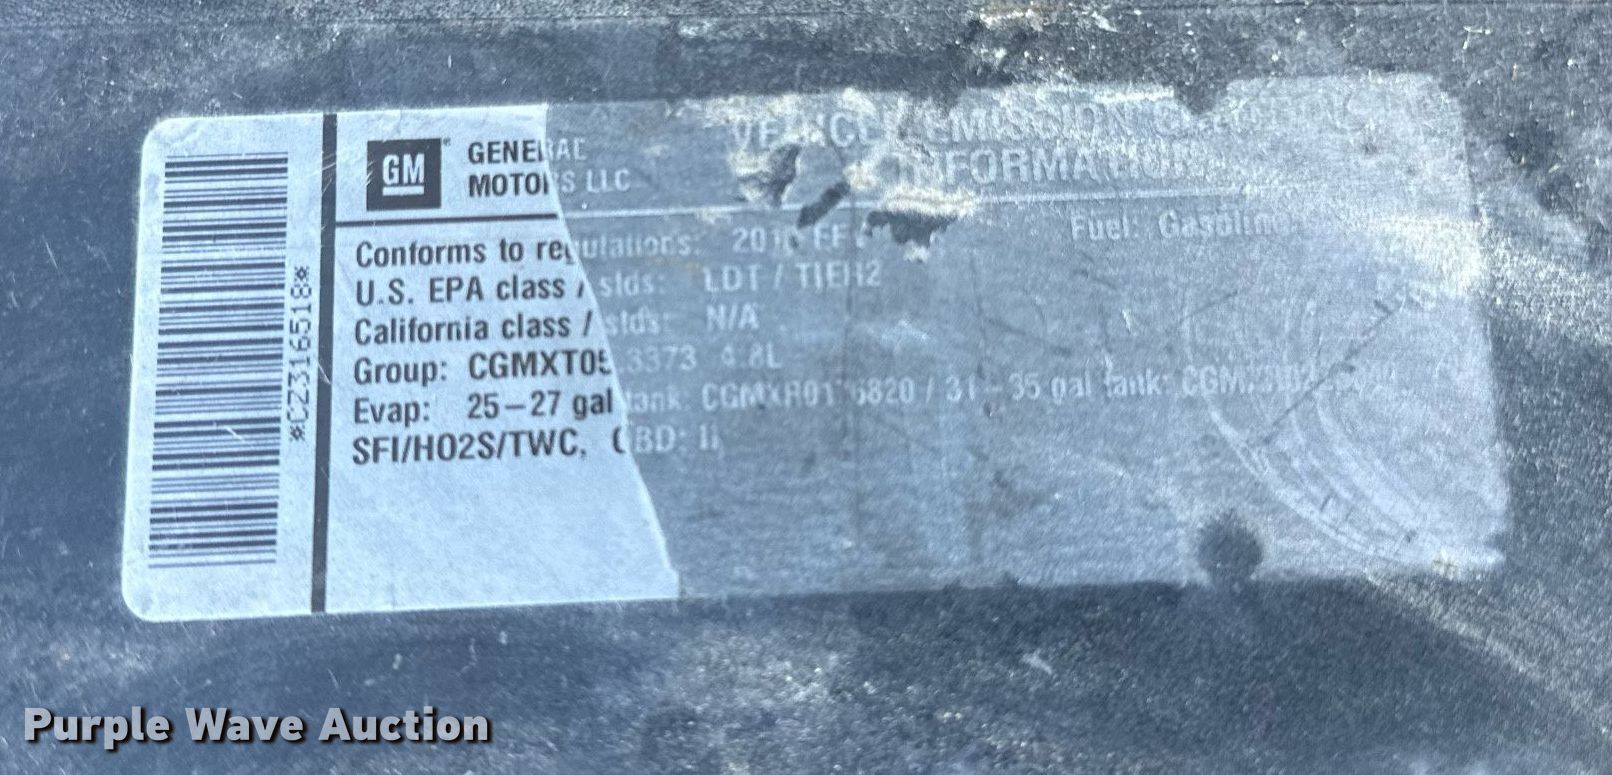 *CZ316518*
GM GENERAL
MOTORS LLC
VEHICLE EMISSION
INFORMATION
Conforms to regulations:
Fuel: Gasoline
U.S. EPA class / stds: LDT /
California class / stds: N/A
Group: CGMXT05 3373 4.8L
Evap: 25-27 gal tank: / 31-35 gal tank:
SFI/HO2S/TWC, OBD: II
Purple Wave Auction